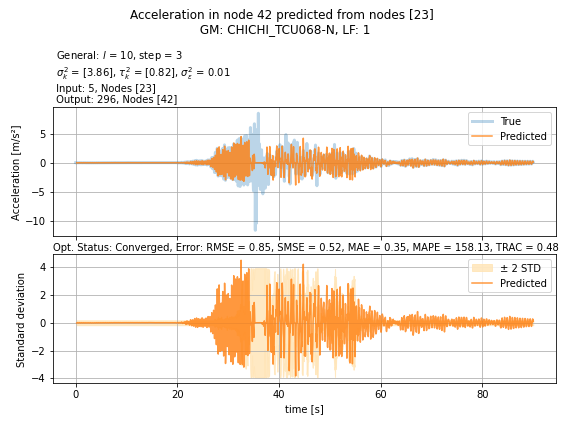 Acceleration in node 42 predicted from nodes [23]
GM: CHICHI_TCU068-N, LF: 1
General: l = 10, step = 3
σ²ₖ = [3.86], τ²ₖ = [0.82], σ²ε = 0.01
Input: 5, Nodes [23]
Output: 296, Nodes [42]
Acceleration [m/s²]
5
0
−5
−10
True
Predicted
Opt. Status: Converged, Error: RMSE = 0.85, SMSE = 0.52, MAE = 0.35, MAPE = 158.13, TRAC = 0.48
Standard deviation
4
2
0
−2
−4
± 2 STD
Predicted
0 20 40 60 80
time [s]